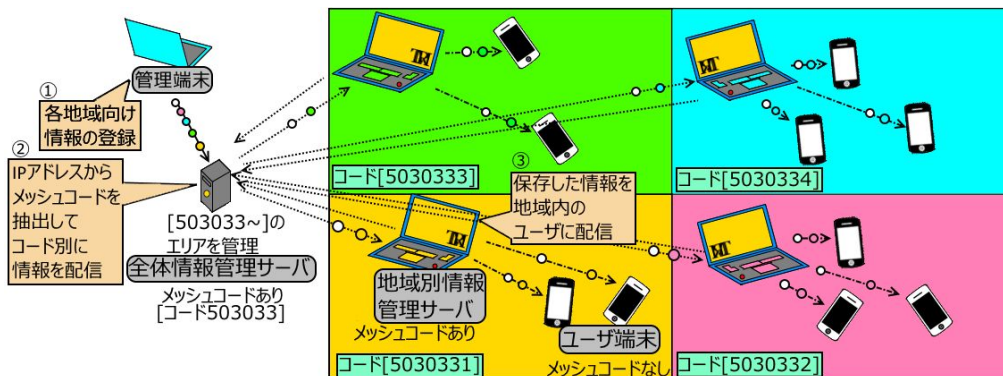 管理端末
①
各地域向け
情報の登録
②
IPアドレスから
メッシュコードを
抽出して
コード別に
情報を配信
[503033~]の
エリアを管理
全体情報管理サーバ
メッシュコードあり
[コード503033]
コード[5030333]
コード[5030334]
③
保存した情報を
地域内の
ユーザに配信
地域別情報
管理サーバ
メッシュコードあり
ユーザ端末
メッシュコードなし
コード[5030331]
コード[5030332]